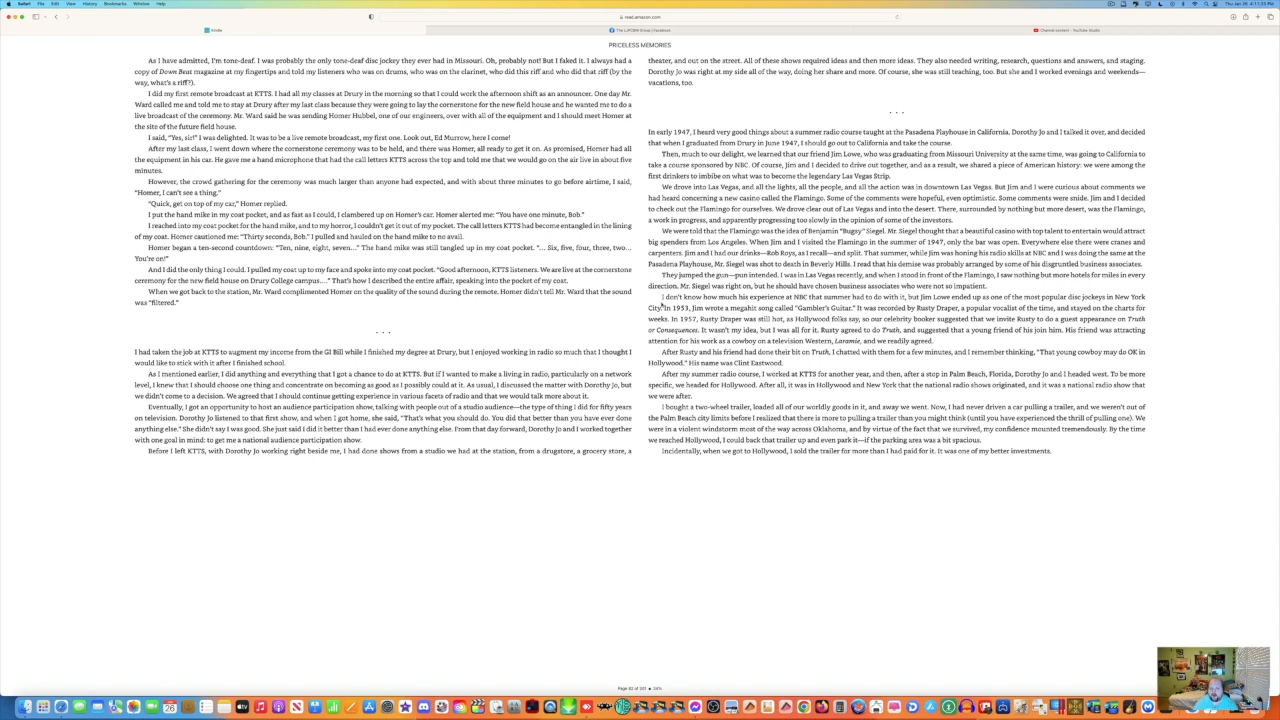 Safari File Edit View History Bookmarks Window Help
read.amazon.com
Kindle
The LIPODM Group | Facebook
Channel content - YouTube Studio
PRICELESS MEMORIES
As I have admitted, I'm tone-deaf. I was probably the only tone-deaf disc jockey they ever had in Missouri. Oh, probably not! But I faked it. I always had a
copy of Down Beat magazine at my fingertips and told my listeners who was on drums, who was on the clarinet, who did this riff and who did that riff (by the
way, what's a riff?).
I did my first remote broadcast at KTTS. I had all my classes at Drury in the morning so that I could work the afternoon shift as an announcer. One day Mr.
Ward called me and told me to stay at Drury after my last class because they were going to lay the cornerstone for the new field house and he wanted me to do a
live broadcast of the ceremony. Mr. Ward said he was sending Homer Hubbel, one of our engineers, over with all of the equipment and I should meet Homer at
the site of the future field house.
I said, "Yes, sir!" I was delighted. It was to be a live remote broadcast, my first one. Look out, Ed Murrow, here I come!
After my last class, I went down where the cornerstone ceremony was to be held, and there was Homer, all ready to get it on. As promised, Homer had all
the equipment in his car. He gave me a hand microphone that had the call letters KTTS across the top and told me that we would go on the air live in about five
minutes.
However, the crowd gathering for the ceremony was much larger than anyone had expected, and with about three minutes to go before airtime, I said,
"Homer, I can't see a thing."
"Quick, get on top of my car," Homer replied.
I put the hand mike in my coat pocket, and as fast as I could, I clambered up on Homer's car. Homer alerted me: "You have one minute, Bob."
I reached into my coat pocket for the hand mike, and to my horror, I couldn't get it out of my pocket. The call letters KTTS had become entangled in the lining
of my coat. Homer cautioned me: "Thirty seconds, Bob." I pulled and hauled on the hand mike to no avail.
Homer began a ten-second countdown: "Ten, nine, eight, seven…" The hand mike was still tangled up in my coat pocket. "… Six, five, four, three, two…
You're on!"
And I did the only thing I could. I pulled my coat up to my face and spoke into my coat pocket. "Good afternoon, KTTS listeners. We are live at the cornerstone
ceremony for the new field house on Drury College campus.…" That's how I described the entire affair, speaking into the pocket of my coat.
When we got back to the station, Mr. Ward complimented Homer on the quality of the sound during the remote. Homer didn't tell Mr. Ward that the sound
was "filtered."
• • •
I had taken the job at KTTS to augment my income from the GI Bill while I finished my degree at Drury, but I enjoyed working in radio so much that I thought I
would like to stick with it after I finished school.
As I mentioned earlier, I did anything and everything that I got a chance to do at KTTS. But if I wanted to make a living in radio, particularly on a network
level, I knew that I should choose one thing and concentrate on becoming as good as I possibly could at it. As usual, I discussed the matter with Dorothy Jo, but
we didn't come to a decision. We agreed that I should continue getting experience in various facets of radio and that we would talk more about it.
Eventually, I got an opportunity to host an audience participation show, talking with people out of a studio audience—the type of thing I did for fifty years
on television. Dorothy Jo listened to that first show, and when I got home, she said, "That's what you should do. You did that better than you have ever done
anything else." She didn't say I was good. She just said I did it better than I had ever done anything else. From that day forward, Dorothy Jo and I worked together
with one goal in mind: to get me a national audience participation show.
Before I left KTTS, with Dorothy Jo working right beside me, I had done shows from a studio we had at the station, from a drugstore, a grocery store, a
theater, and out on the street. All of these shows required ideas and then more ideas. They also needed writing, research, questions and answers, and staging.
Dorothy Jo was right at my side all of the way, doing her share and more. Of course, she was still teaching, too. But she and I worked evenings and weekends—
vacations, too.
• • •
In early 1947, I heard very good things about a summer radio course taught at the Pasadena Playhouse in California. Dorothy Jo and I talked it over, and decided
that when I graduated from Drury in June 1947, I should go out to California and take the course.
Then, much to our delight, we learned that our friend Jim Lowe, who was graduating from Missouri University at the same time, was going to California to
take a course sponsored by NBC. Of course, Jim and I decided to drive out together, and as a result, we shared a piece of American history: we were among the
first drinkers to imbibe on what was to become the legendary Las Vegas Strip.
We drove into Las Vegas, and all the lights, all the people, and all the action was in downtown Las Vegas. But Jim and I were curious about comments we
had heard concerning a new casino called the Flamingo. Some of the comments were hopeful, even optimistic. Some comments were snide. Jim and I decided
to check out the Flamingo for ourselves. We drove clear out of Las Vegas and into the desert. There, surrounded by nothing but more desert, was the Flamingo,
a work in progress, and apparently progressing too slowly in the opinion of some of the investors.
We were told that the Flamingo was the idea of Benjamin "Bugsy" Siegel. Mr. Siegel thought that a beautiful casino with top talent to entertain would attract
big spenders from Los Angeles. When Jim and I visited the Flamingo in the summer of 1947, only the bar was open. Everywhere else there were cranes and
carpenters. Jim and I had our drinks—Rob Roys, as I recall—and split. That summer, while Jim was honing his radio skills at NBC and I was doing the same at the
Pasadena Playhouse, Mr. Siegel was shot to death in Beverly Hills. I read that his demise was probably arranged by some of his disgruntled business associates.
They jumped the gun—pun intended. I was in Las Vegas recently, and when I stood in front of the Flamingo, I saw nothing but more hotels for miles in every
direction. Mr. Siegel was right on, but he should have chosen business associates who were not so impatient.
I don't know how much his experience at NBC that summer had to do with it, but Jim Lowe ended up as one of the most popular disc jockeys in New York
City. In 1953, Jim wrote a megahit song called "Gambler's Guitar." It was recorded by Rusty Draper, a popular vocalist of the time, and stayed on the charts for
weeks. In 1957, Rusty Draper was still hot, as Hollywood folks say, so our celebrity booker suggested that we invite Rusty to do a guest appearance on Truth
or Consequences. It wasn't my idea, but I was all for it. Rusty agreed to do Truth, and suggested that a young friend of his join him. His friend was attracting
attention for his work as a cowboy on a television Western, Laramie, and we readily agreed.
After Rusty and his friend had done their bit on Truth, I chatted with them for a few minutes, and I remember thinking, "That young cowboy may do OK in
Hollywood." His name was Clint Eastwood.
After my summer radio course, I worked at KTTS for another year, and then, after a stop in Palm Beach, Florida, Dorothy Jo and I headed west. To be more
specific, we headed for Hollywood. After all, it was in Hollywood and New York that the national radio shows originated, and it was a national radio show that
we were after.
I bought a two-wheel trailer, loaded all of our worldly goods in it, and away we went. Now, I had never driven a car pulling a trailer, and we weren't out of
the Palm Beach city limits before I realized that there is more to pulling a trailer than you might think (until you have experienced the thrill of pulling one). We
were in a violent windstorm most of the way across Oklahoma, and by virtue of the fact that we survived, my confidence mounted tremendously. By the time
we reached Hollywood, I could back that trailer up and even park it—if the parking area was a bit spacious.
Incidentally, when we got to Hollywood, I sold the trailer for more than I had paid for it. It was one of my better investments.